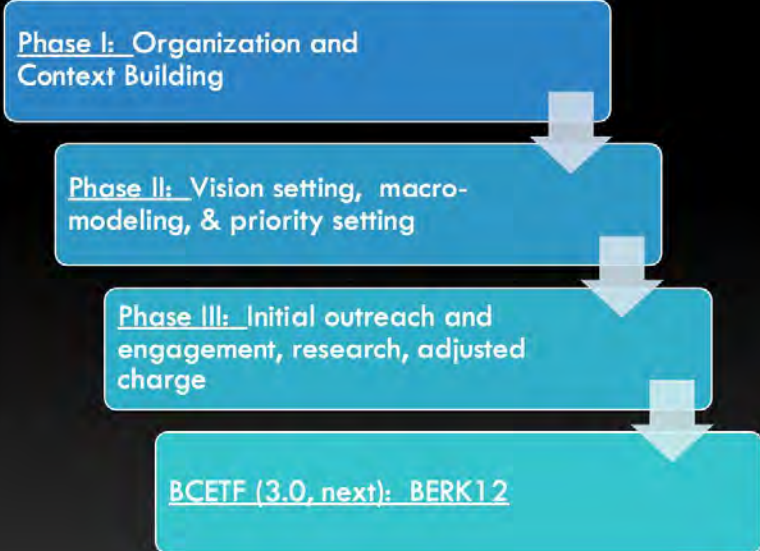 Phase I: Organization and
Context Building
Phase II: Vision setting, macro-
modeling, & priority setting
Phase III: Initial outreach and
engagement, research, adjusted
charge
BCETF (3.0, next): BERK12